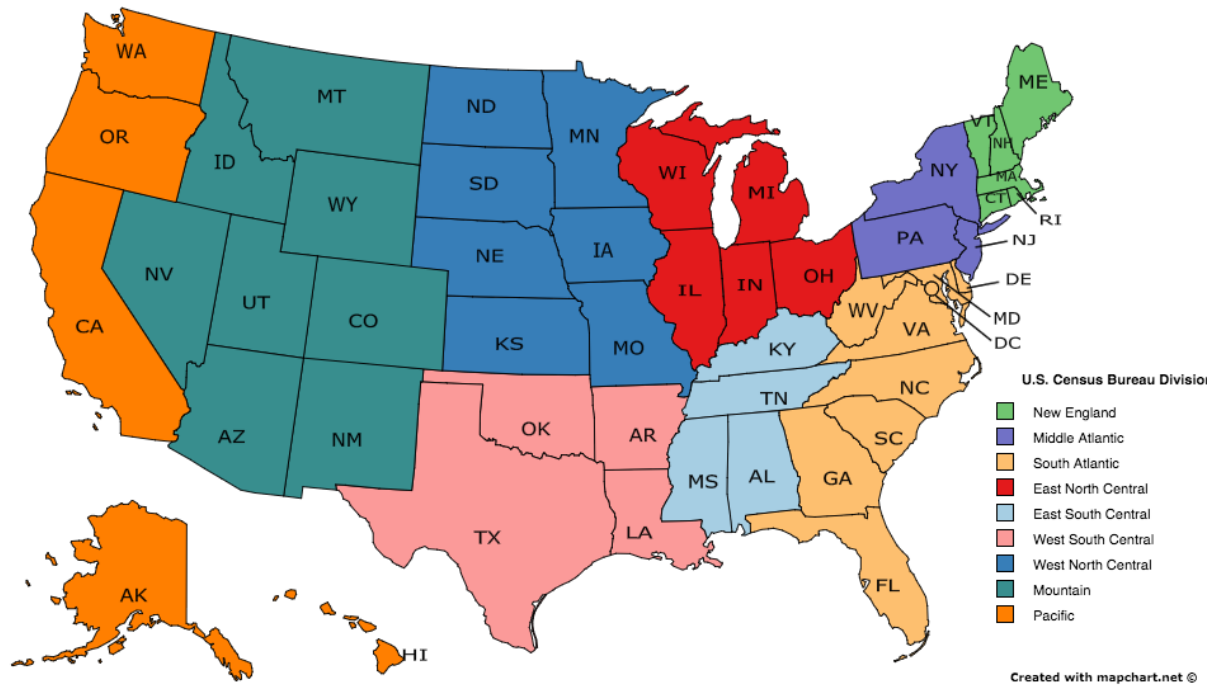 WA
ME
MT
ND
VT
OR
MN
NH
ID
WI
NY
MA
SD
MI
CT
WY
RI
PA
NJ
NE
IA
NV
OH
DE
UT
IL
IN
CO
WV
MD
CA
VA
DC
KS
MO
KY
NC
TN
AZ
NM
OK
AR
SC
MS
AL
GA
TX
LA
FL
AK
HI
U.S. Census Bureau Division
New England
Middle Atlantic
South Atlantic
East North Central
East South Central
West South Central
West North Central
Mountain
Pacific
Created with mapchart.net ©